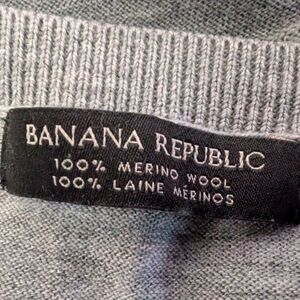 BANANA REPUBLIC
100% MERINO WOOL
100% LAINE MÉRINOS